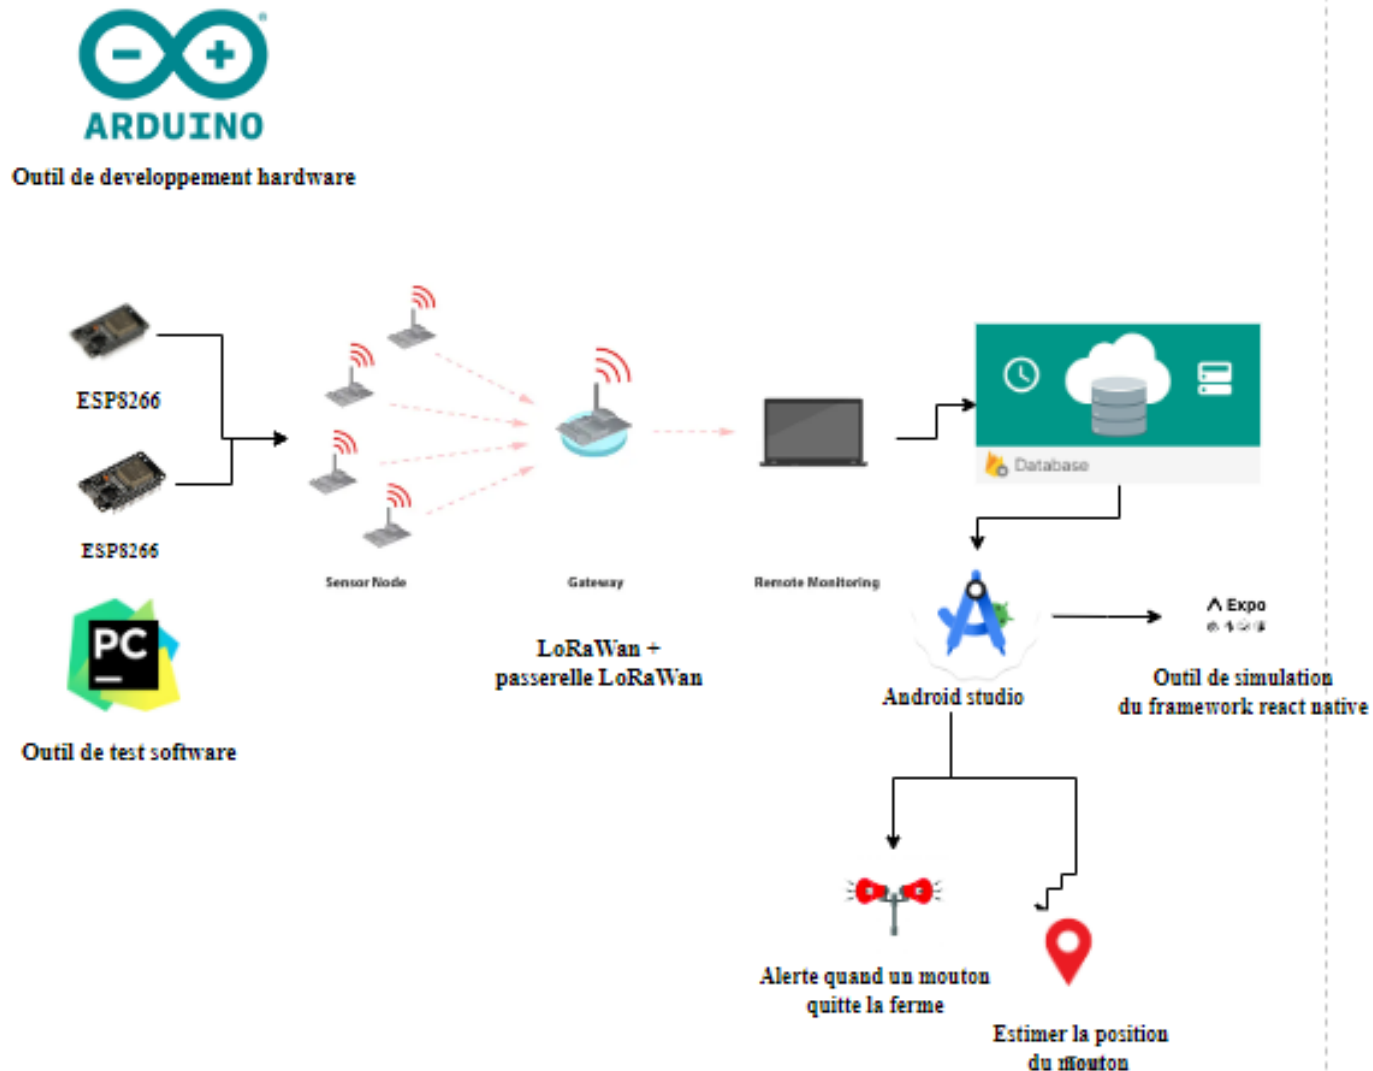 ARDUINO
Outil de developpement hardware
ESP8266
ESP8266
PC
Outil de test software
Sensor Node
Gateway
Remote Monitoring
LoRaWan +
passerelle LoRaWan
Database
Android studio
Expo
Outil de simulation
du framework react native
Alerte quand un mouton
quitte la ferme
Estimer la position
du mouton